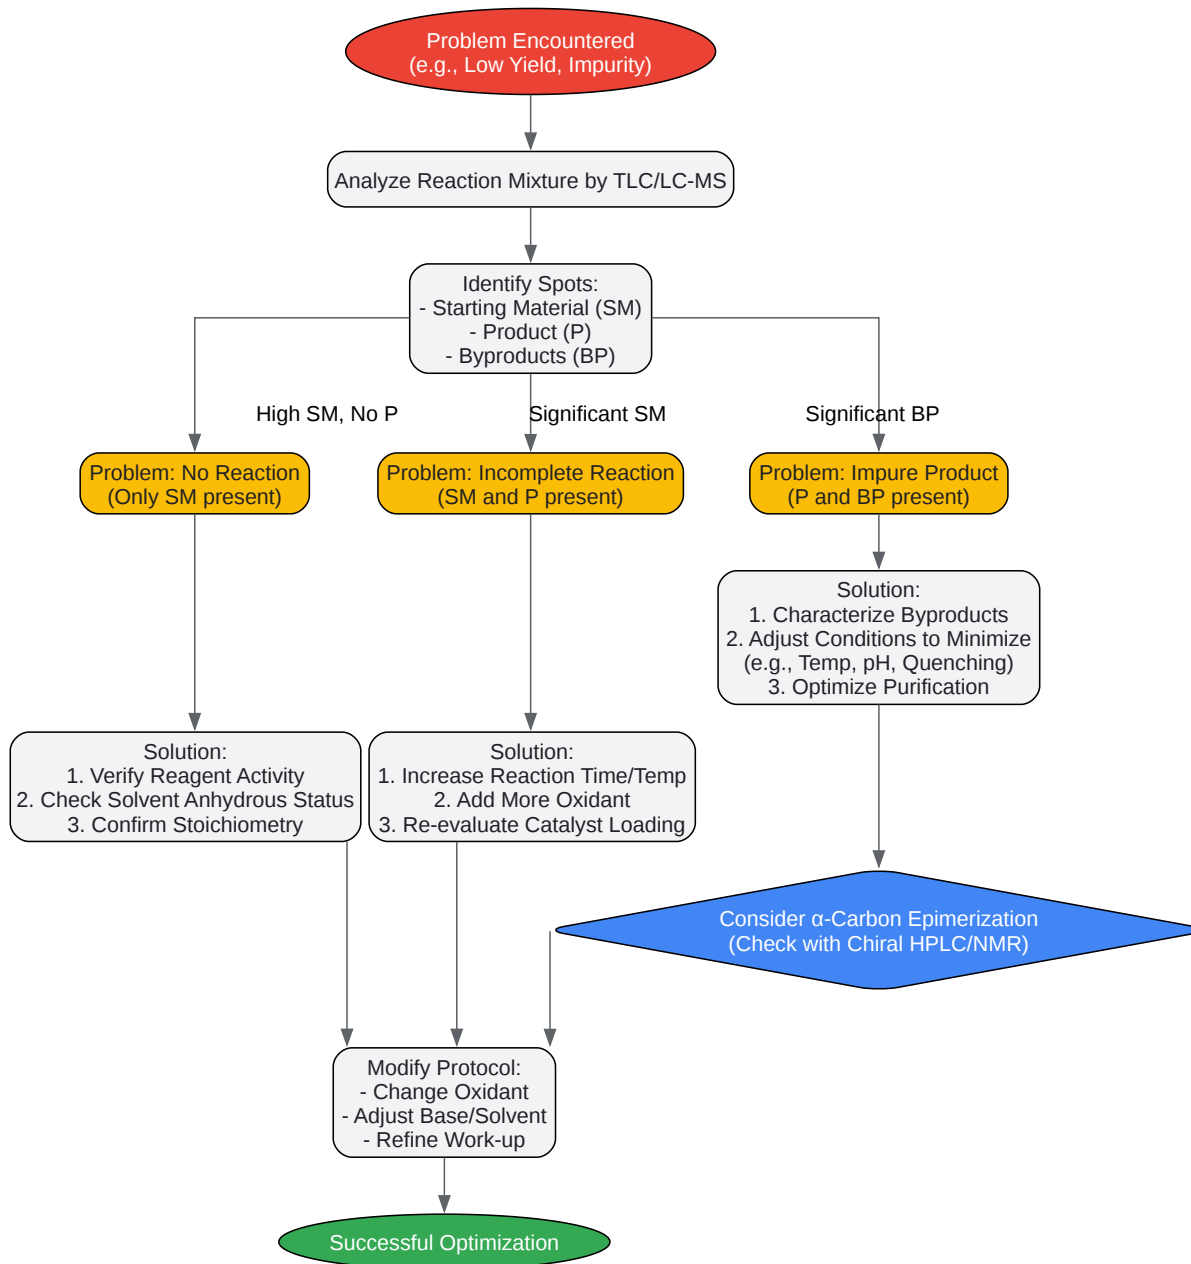 Problem Encountered
(e.g., Low Yield, Impurity)
Analyze Reaction Mixture by TLC/LC-MS
Identify Spots:
- Starting Material (SM)
- Product (P)
- Byproducts (BP)
High SM, No P
Significant SM
Significant BP
Problem: No Reaction
(Only SM present)
Problem: Incomplete Reaction
(SM and P present)
Problem: Impure Product
(P and BP present)
Solution:
1. Characterize Byproducts
2. Adjust Conditions to Minimize
(e.g., Temp, pH, Quenching)
3. Optimize Purification
Solution:
1. Verify Reagent Activity
2. Check Solvent Anhydrous Status
3. Confirm Stoichiometry
Solution:
1. Increase Reaction Time/Temp
2. Add More Oxidant
3. Re-evaluate Catalyst Loading
Consider α-Carbon Epimerization
(Check with Chiral HPLC/NMR)
Modify Protocol:
- Change Oxidant
- Adjust Base/Solvent
- Refine Work-up
Successful Optimization